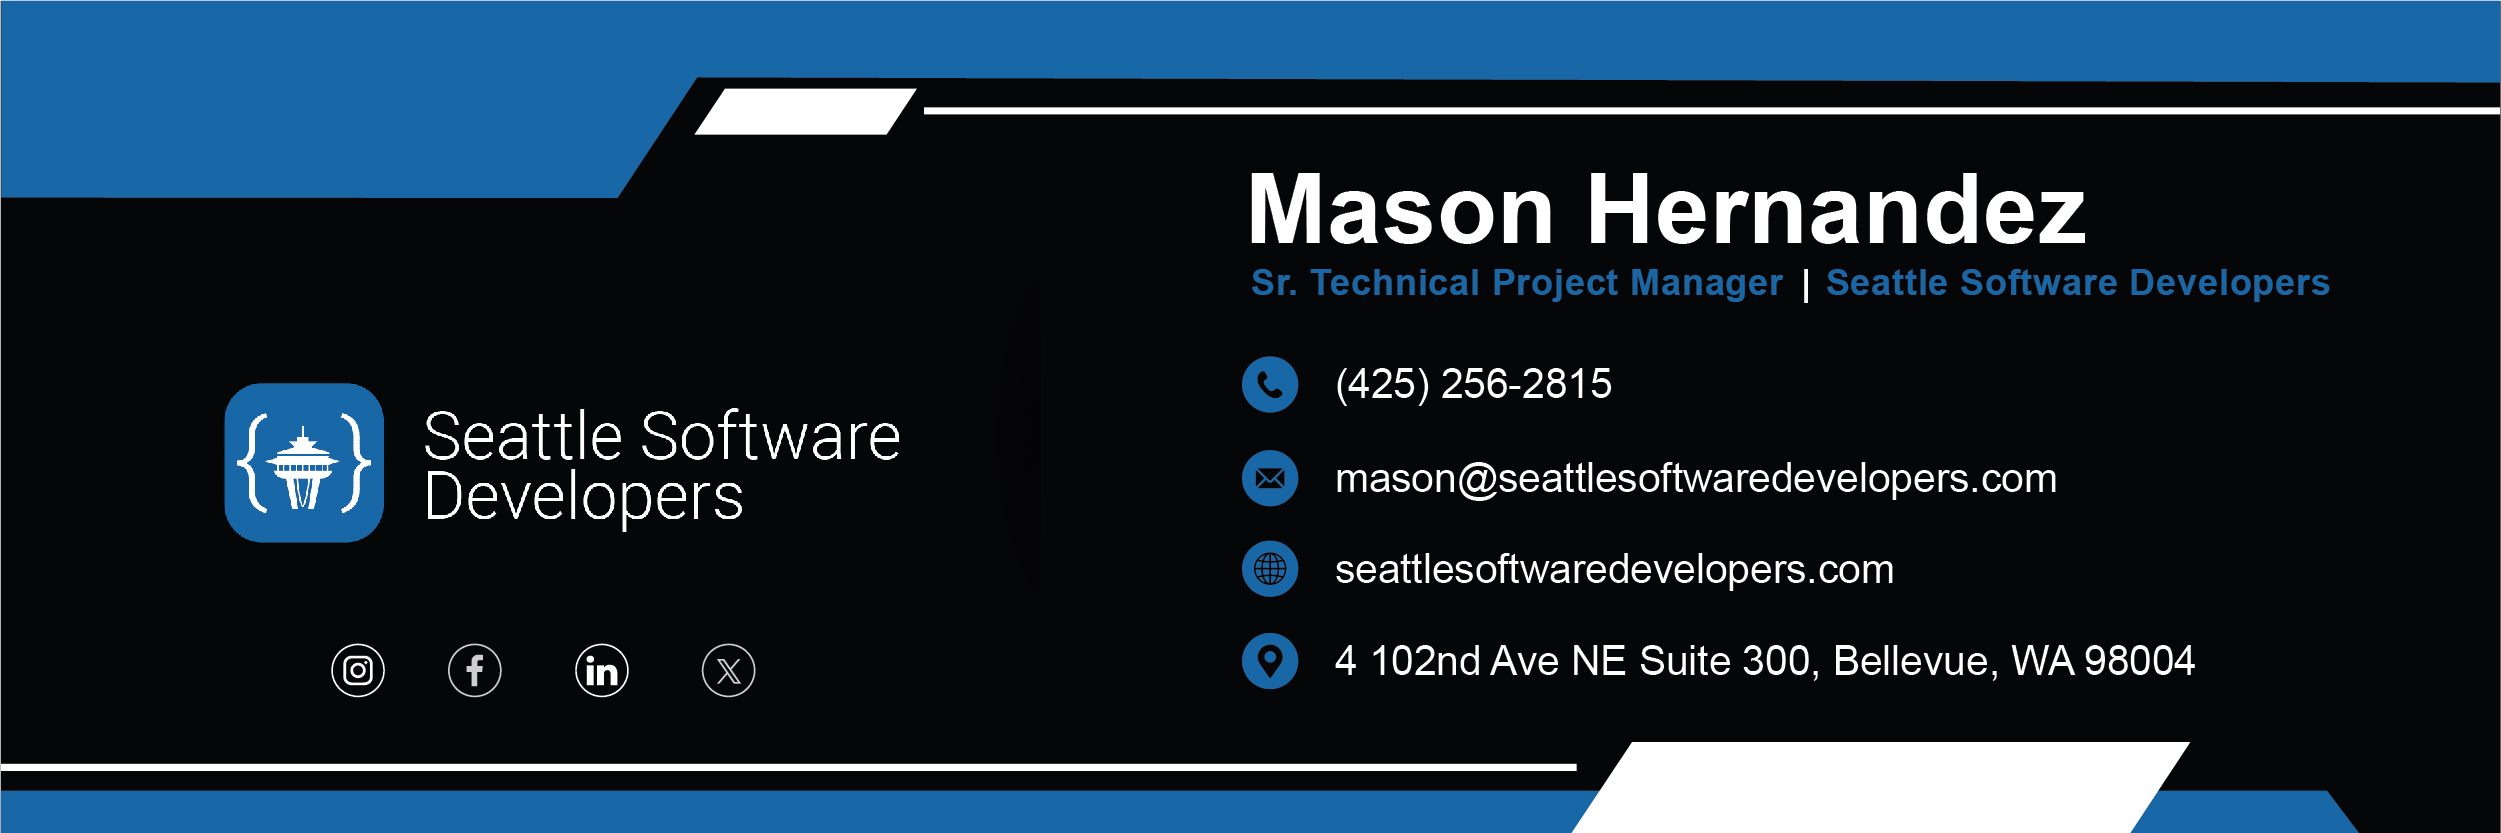 Mason Hernandez
Sr. Technical Project Manager | Seattle Software Developers
Seattle Software
Developers
(425) 256-2815
mason@seattlesoftwaredevelopers.com
seattlesoftwaredevelopers.com
4 102nd Ave NE Suite 300, Bellevue, WA 98004